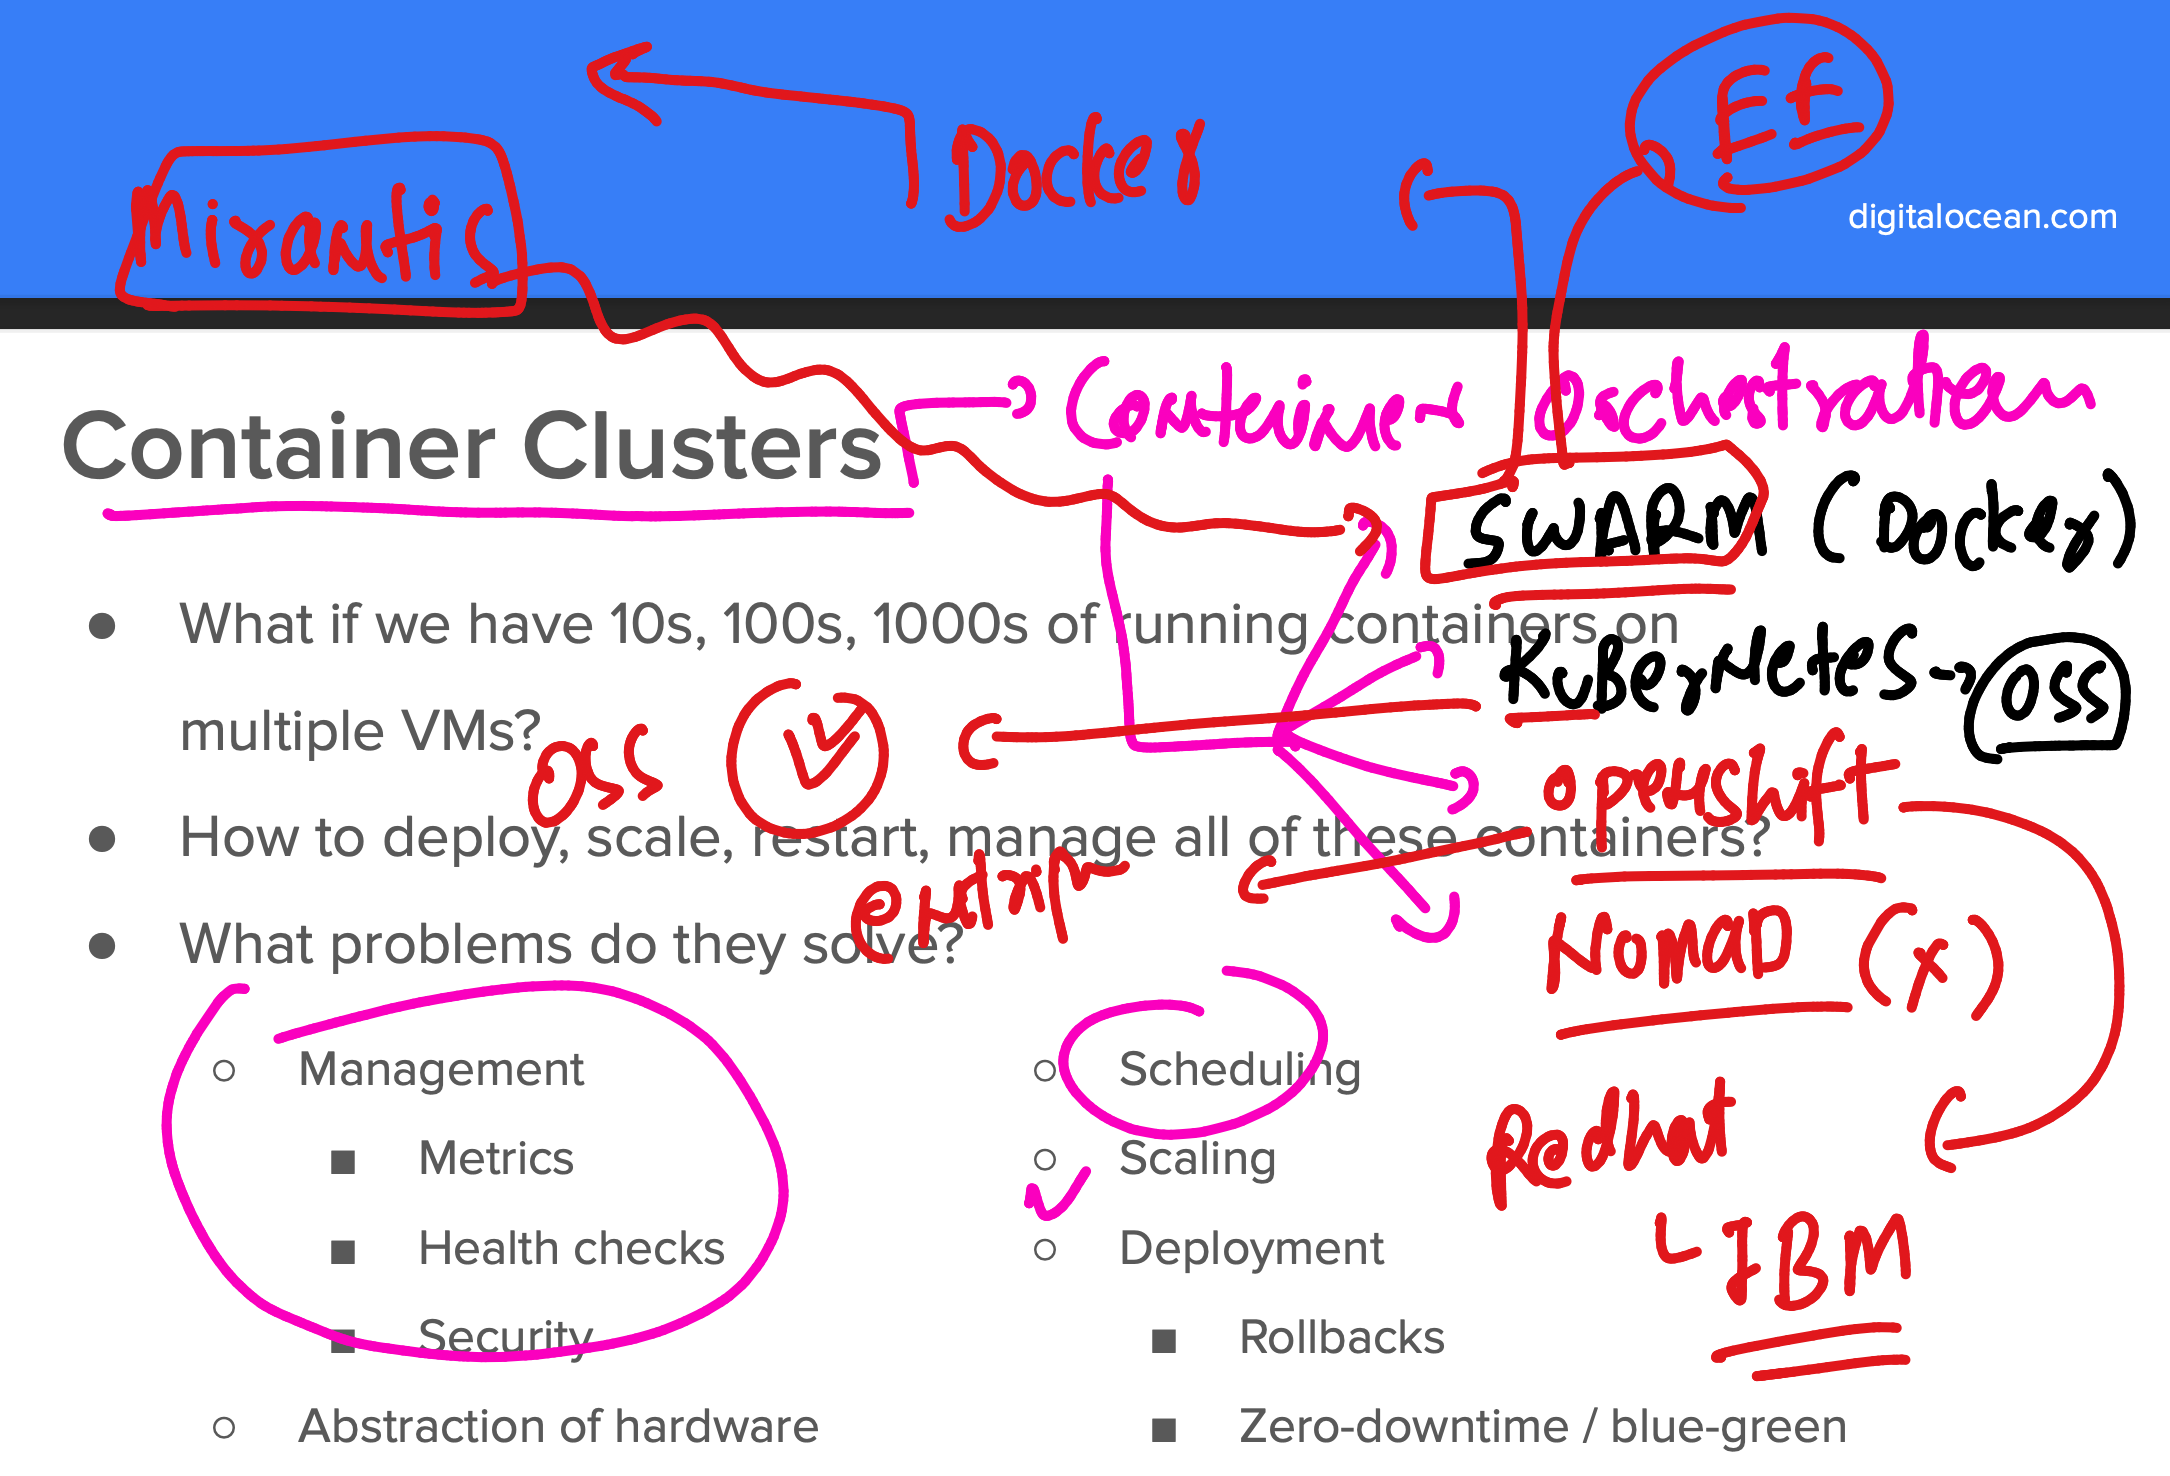 Ef
Docker
Mirantis
digitalocean.com
Container Clusters
Container
SWARM (Docker)
What if we have 10s, 100s, 1000s of running containers on
multiple VMs?
KuBerNetes → OSS
OSS
openshift
How to deploy, scale, restart, manage all of these containers?
What problems do they solve?
NomaD (x)
Management
Metrics
Health checks
Security
Abstraction of hardware
Scheduling
Scaling
Deployment
Rollbacks
Zero-downtime / blue-green
Redhat
IBM